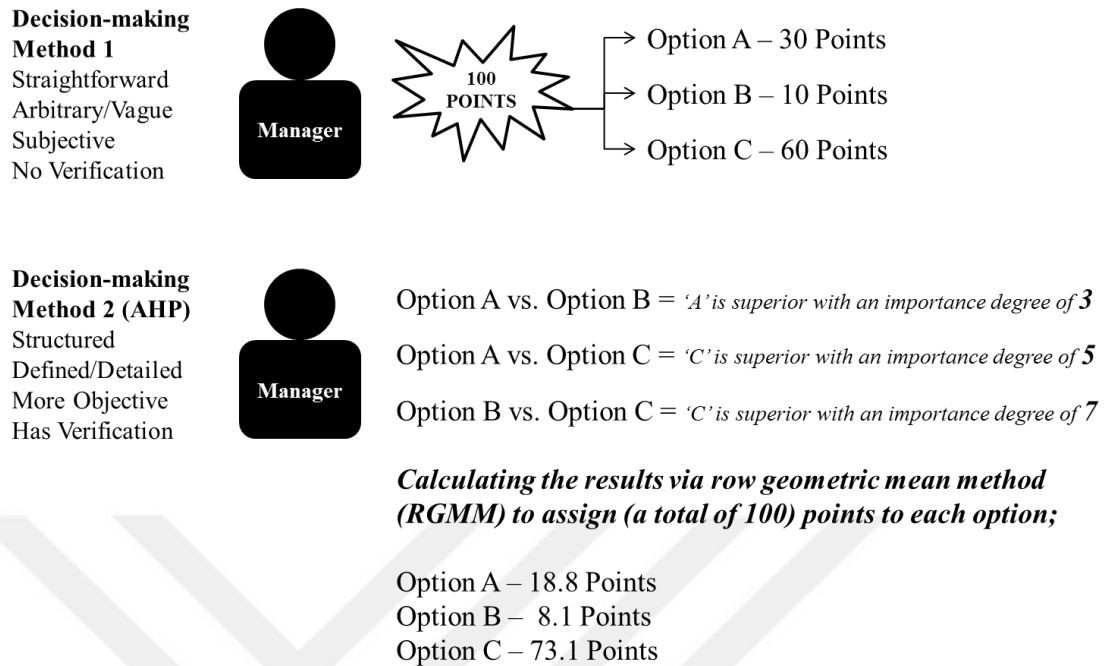 Decision-making
Method 1
Straightforward
Arbitrary/Vague
Subjective
No Verification
Manager
100
POINTS
Option A – 30 Points
Option B – 10 Points
Option C – 60 Points
Decision-making
Method 2 (AHP)
Structured
Defined/Detailed
More Objective
Has Verification
Manager
Option A vs. Option B = ‘A’ is superior with an importance degree of 3
Option A vs. Option C = ‘C’ is superior with an importance degree of 5
Option B vs. Option C = ‘C’ is superior with an importance degree of 7
Calculating the results via row geometric mean method
(RGMM) to assign (a total of 100) points to each option;
Option A – 18.8 Points
Option B – 8.1 Points
Option C – 73.1 Points